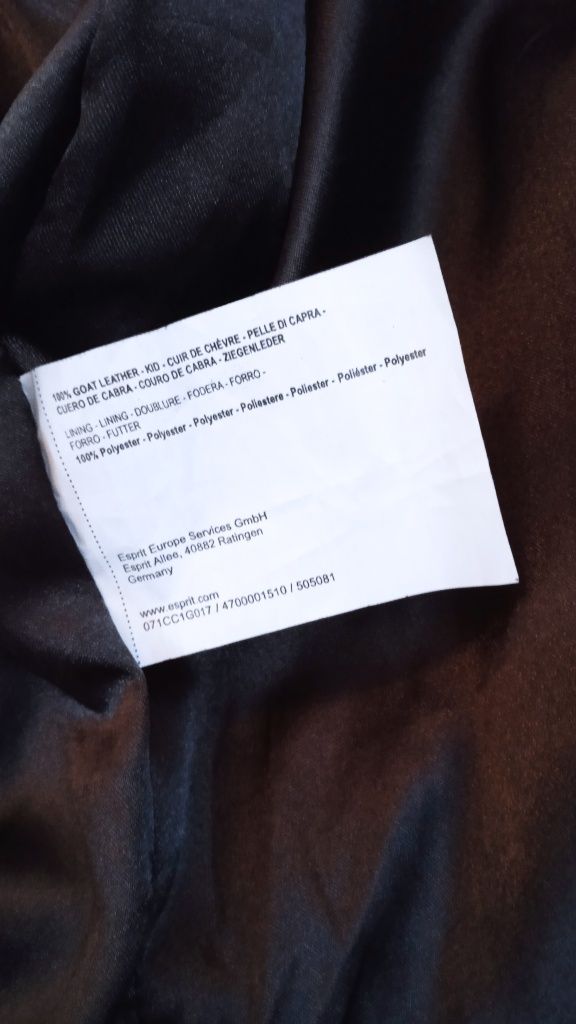 100% GOAT LEATHER - KID - CUIR DE CHÈVRE - PELLE DI CAPRA -
CUERO DE CABRA - COURO DE CABRA - ZIEGENLEDER
LINING - LINING - DOUBLURE - FODERA - FORRO -
FORRO - FUTTER
100% Polyester - Polyester - Polyester - Poliestere - Poliester - Poliéster - Polyester
Esprit Europe Services GmbH
Esprit Allee, 40882 Ratingen
Germany
www.esprit.com
071CC1G017 / 4700001510 / 505081